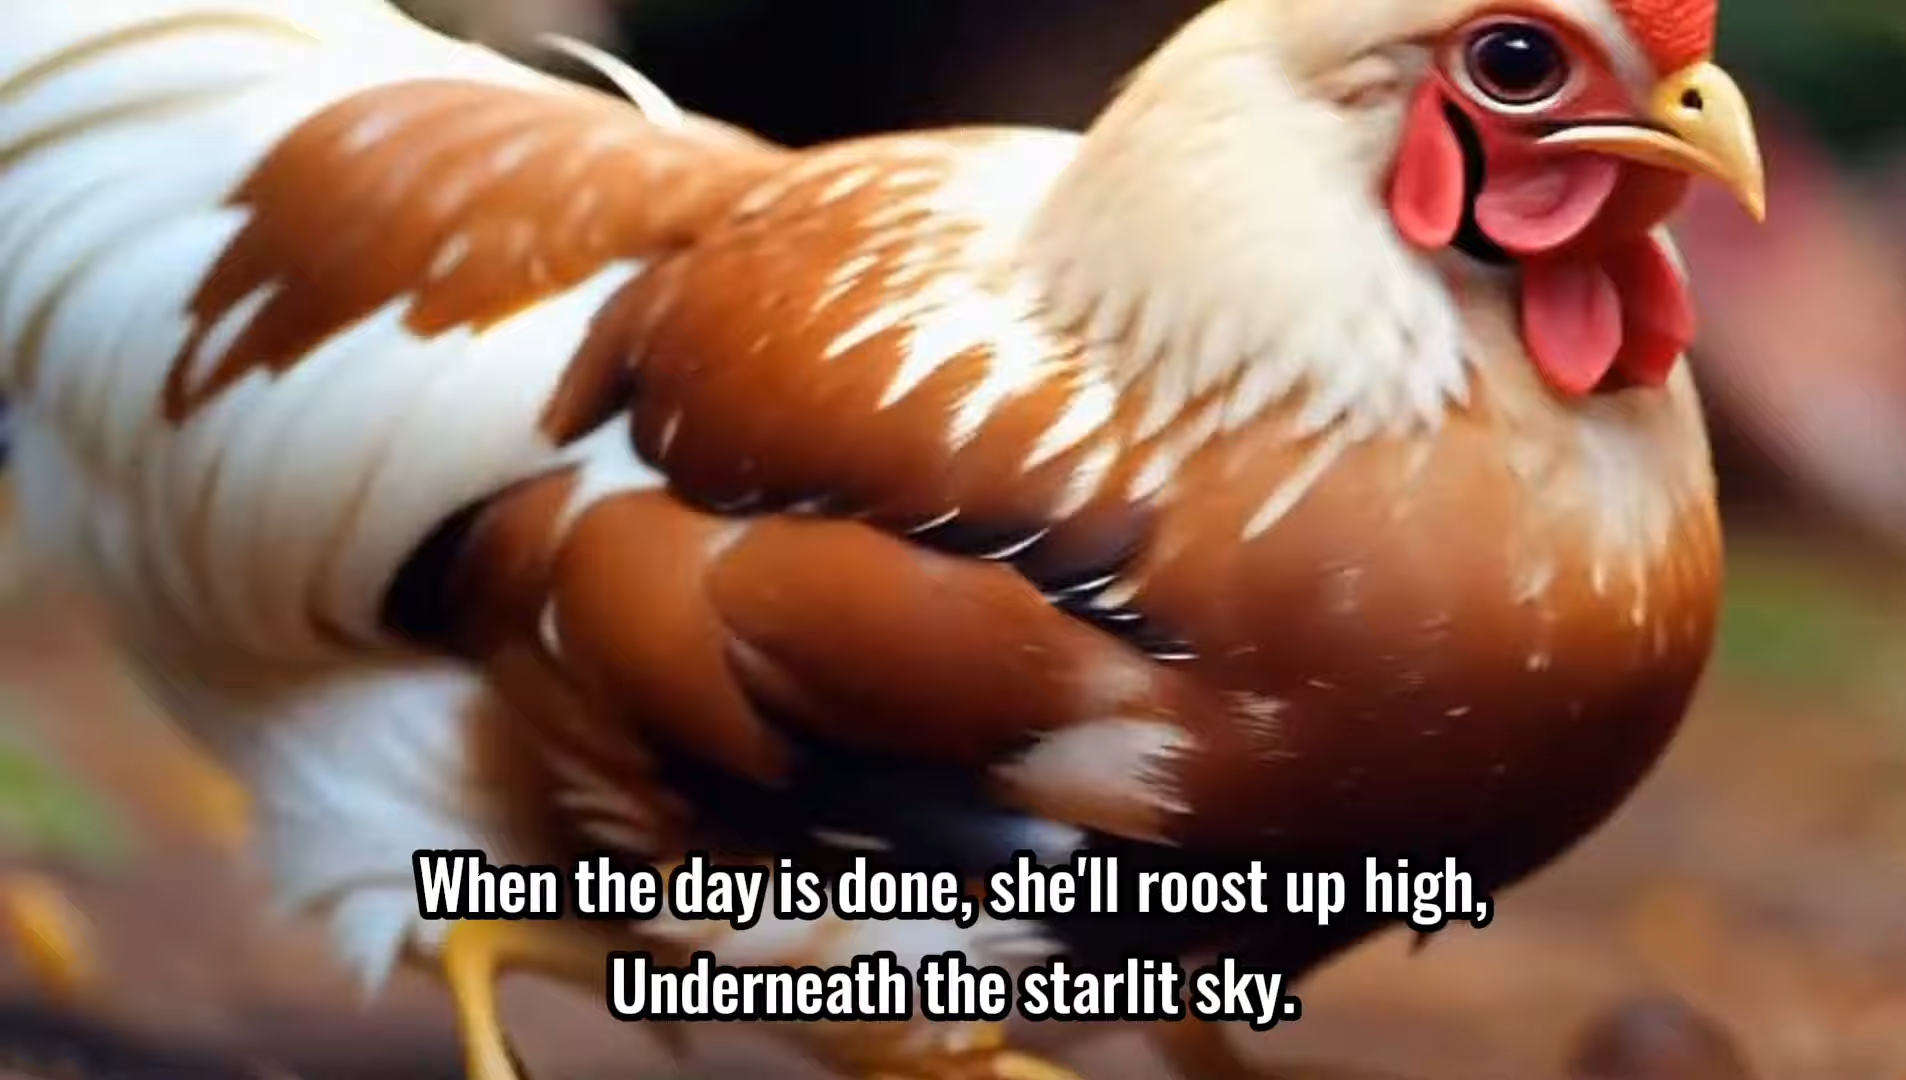 When the day is done, she'll roost up high,
Underneath the starlit sky.